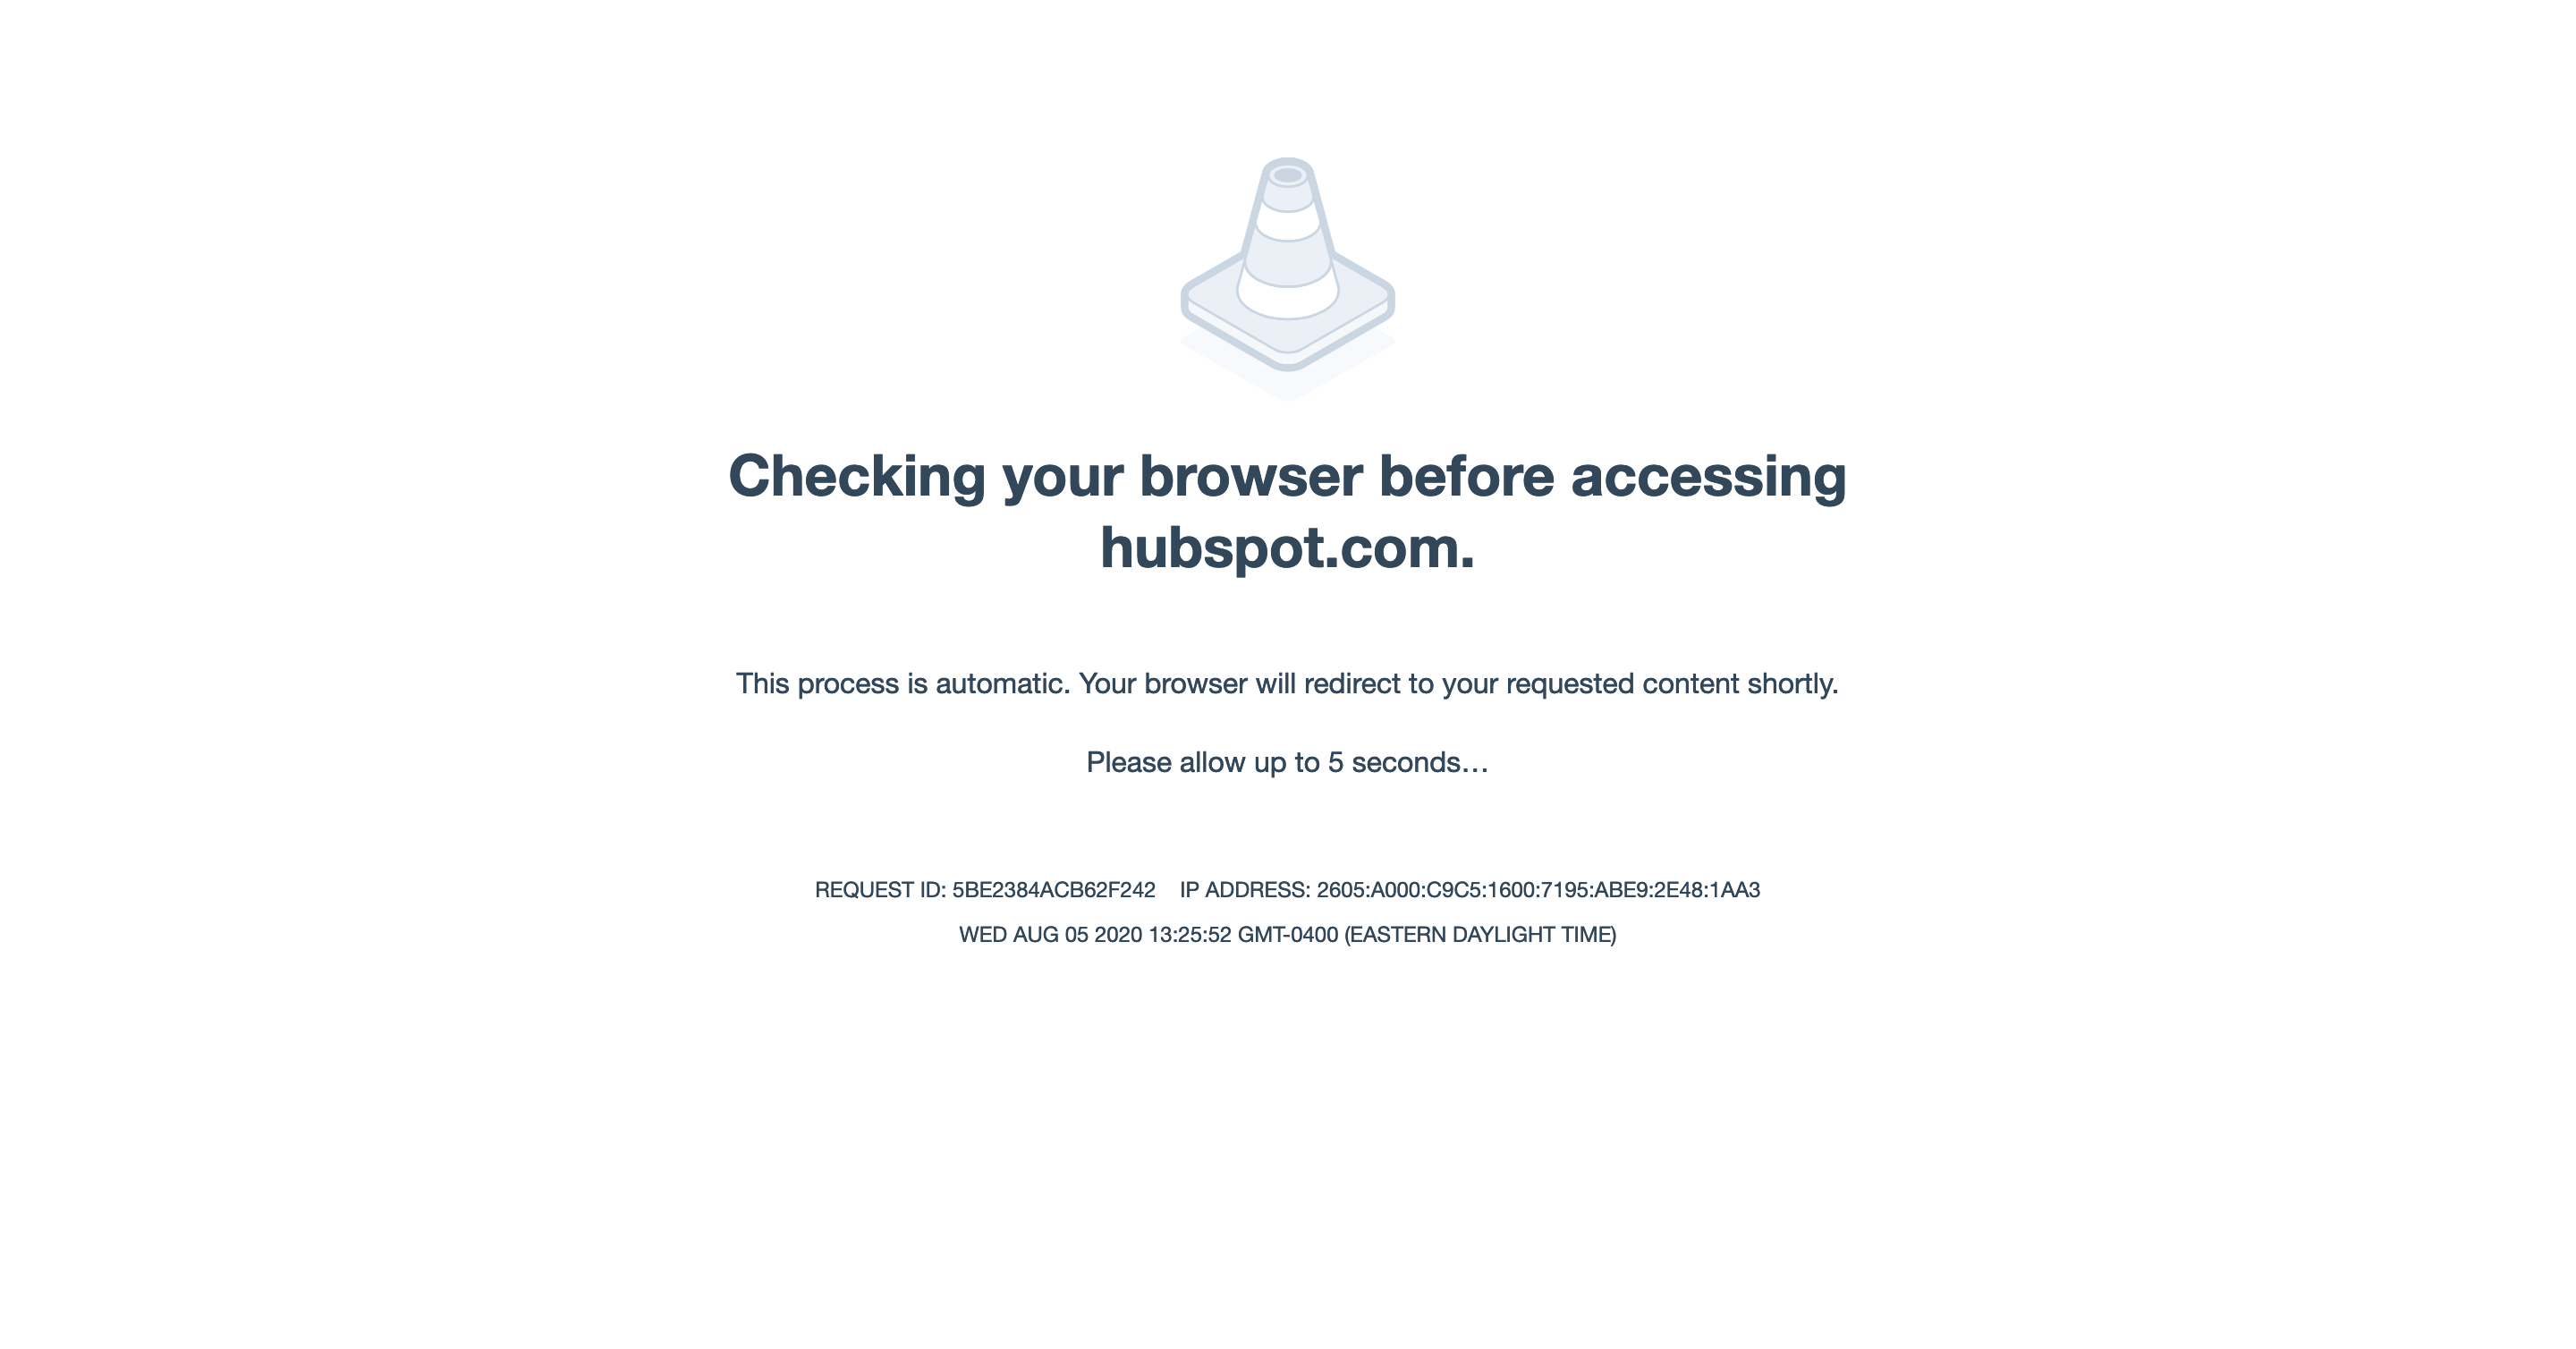 Checking your browser before accessing
hubspot.com.
This process is automatic. Your browser will redirect to your requested content shortly.
Please allow up to 5 seconds…
REQUEST ID: 5BE2384ACB62F242 IP ADDRESS: 2605:A000:C9C5:1600:7195:ABE9:2E48:1AA3
WED AUG 05 2020 13:25:52 GMT-0400 (EASTERN DAYLIGHT TIME)